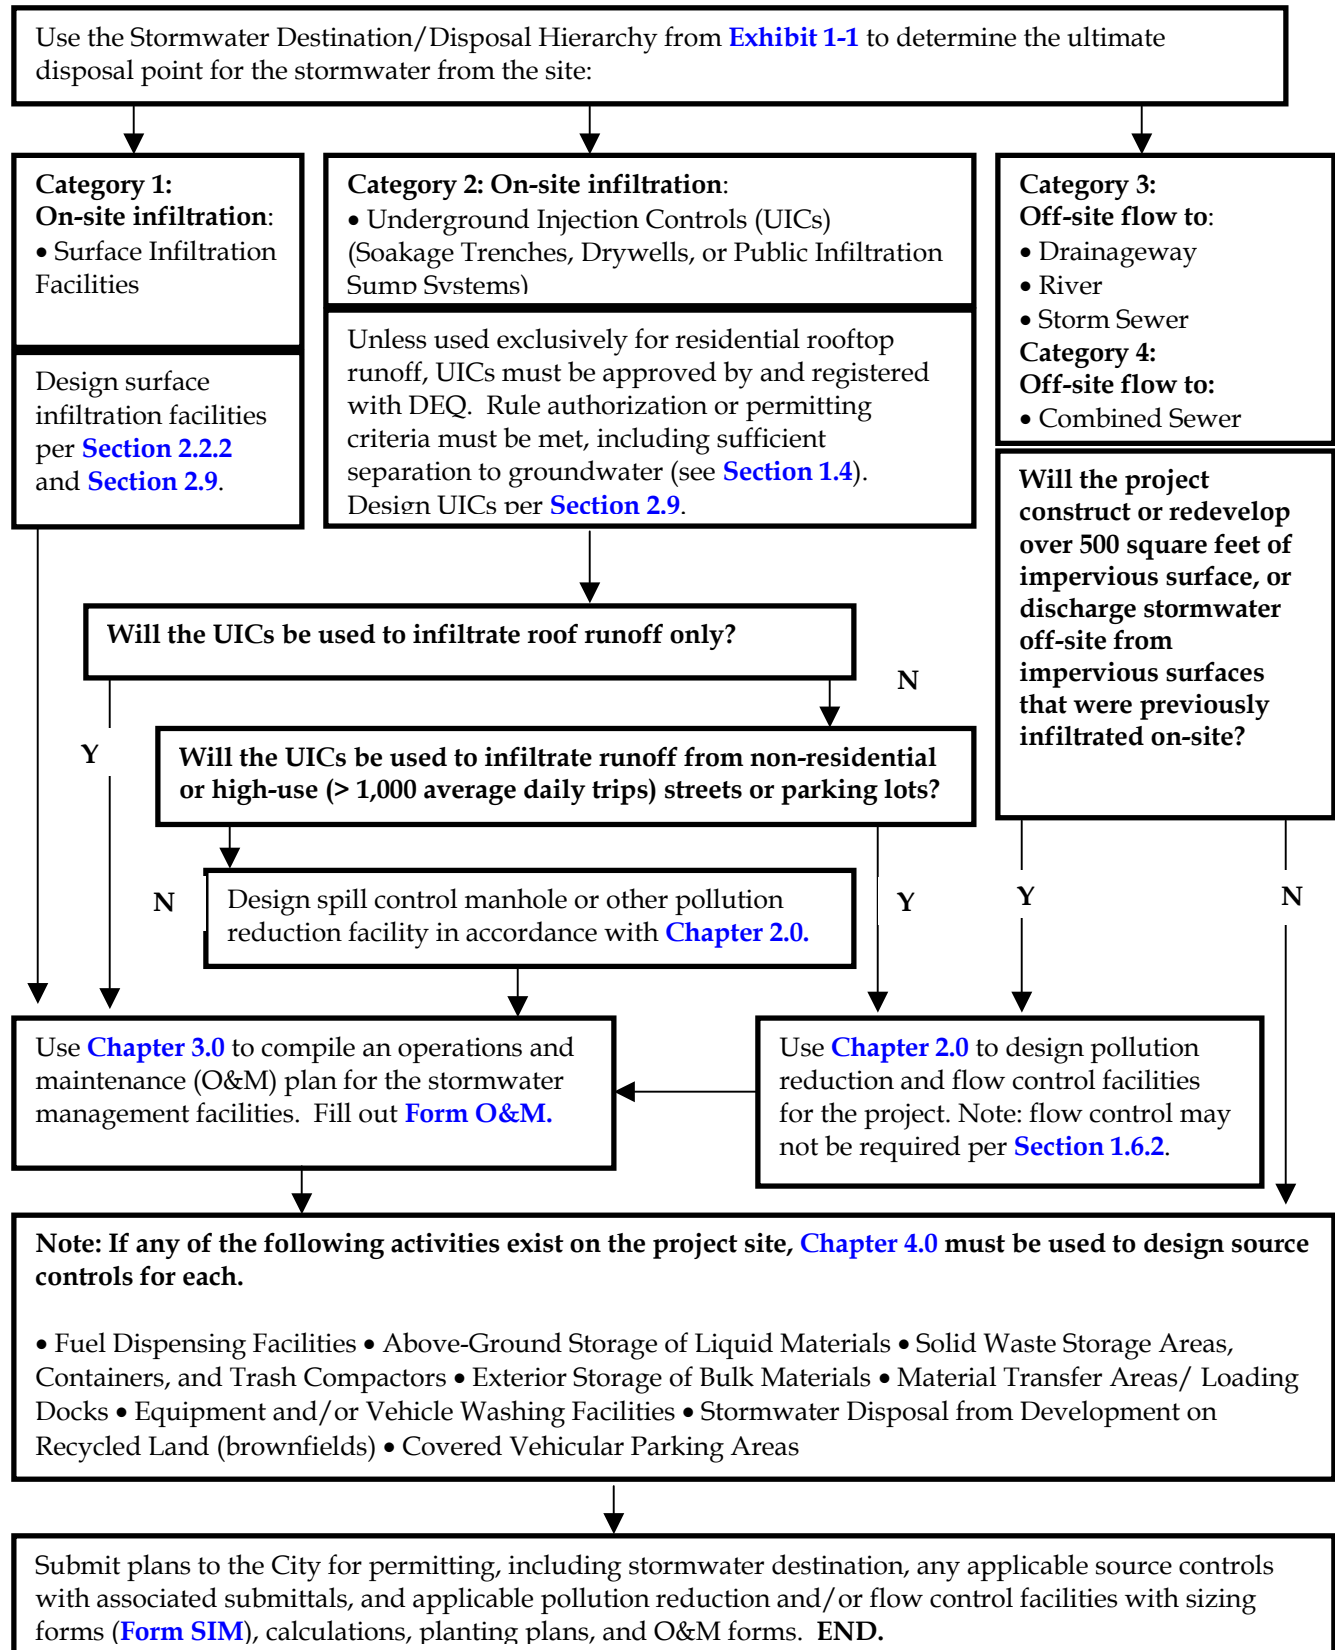 Use the Stormwater Destination/Disposal Hierarchy from Exhibit 1-1 to determine the ultimate
disposal point for the stormwater from the site:
Category 1:
On-site infiltration:
• Surface Infiltration
Facilities
Category 2: On-site infiltration:
• Underground Injection Controls (UICs)
(Soakage Trenches, Drywells, or Public Infiltration
Sump Systems)
Category 3:
Off-site flow to:
• Drainageway
• River
• Storm Sewer
Category 4:
Off-site flow to:
• Combined Sewer
Design surface
infiltration facilities
per Section 2.2.2
and Section 2.9.
Unless used exclusively for residential rooftop
runoff, UICs must be approved by and registered
with DEQ.  Rule authorization or permitting
criteria must be met, including sufficient
separation to groundwater (see Section 1.4).
Design UICs per Section 2.9.
Will the project
construct or redevelop
over 500 square feet of
impervious surface, or
discharge stormwater
off-site from
impervious surfaces
that were previously
infiltrated on-site?
Will the UICs be used to infiltrate roof runoff only?
N
Y
Will the UICs be used to infiltrate runoff from non-residential
or high-use (> 1,000 average daily trips) streets or parking lots?
N
Design spill control manhole or other pollution
reduction facility in accordance with Chapter 2.0.
Y
Y
N
Use Chapter 3.0 to compile an operations and
maintenance (O&M) plan for the stormwater
management facilities.  Fill out Form O&M.
Use Chapter 2.0 to design pollution
reduction and flow control facilities
for the project. Note: flow control may
not be required per Section 1.6.2.
Note: If any of the following activities exist on the project site, Chapter 4.0 must be used to design source
controls for each.
• Fuel Dispensing Facilities • Above-Ground Storage of Liquid Materials • Solid Waste Storage Areas,
Containers, and Trash Compactors • Exterior Storage of Bulk Materials • Material Transfer Areas/ Loading
Docks • Equipment and/or Vehicle Washing Facilities • Stormwater Disposal from Development on
Recycled Land (brownfields) • Covered Vehicular Parking Areas
Submit plans to the City for permitting, including stormwater destination, any applicable source controls
with associated submittals, and applicable pollution reduction and/or flow control facilities with sizing
forms (Form SIM), calculations, planting plans, and O&M forms.  END.